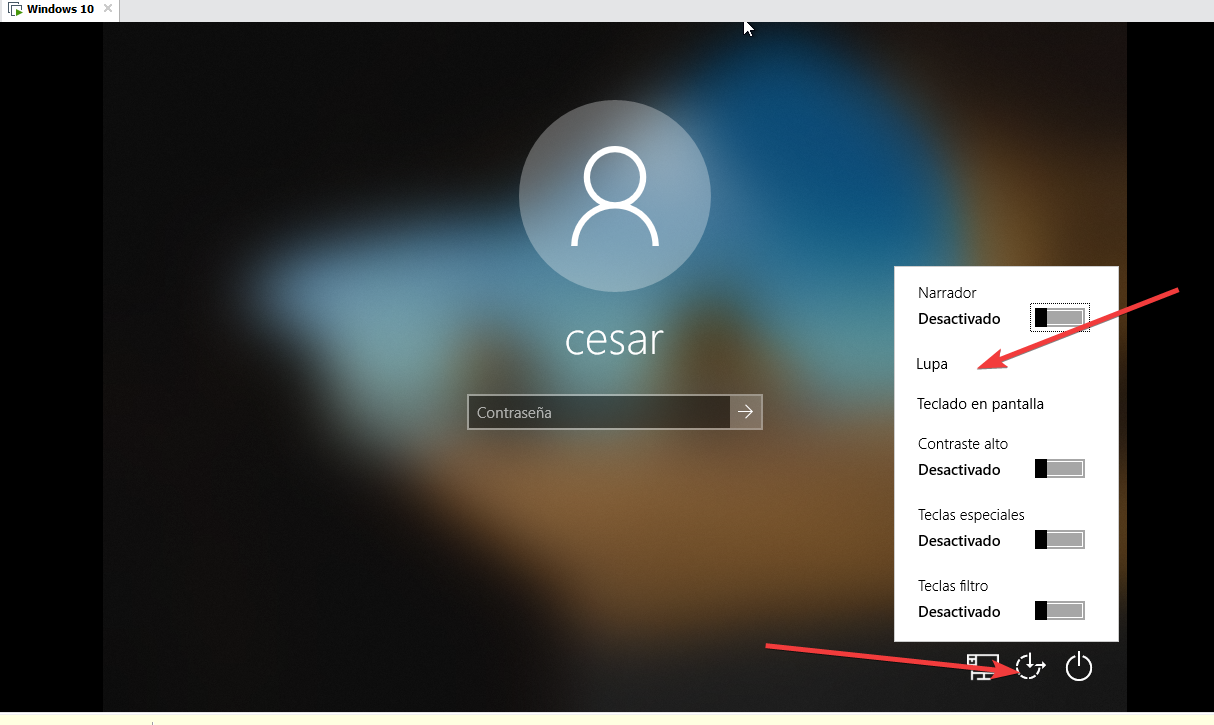 Windows 10
cesar
Contraseña
Narrador
Desactivado
Lupa
Teclado en pantalla
Contraste alto
Desactivado
Teclas especiales
Desactivado
Teclas filtro
Desactivado